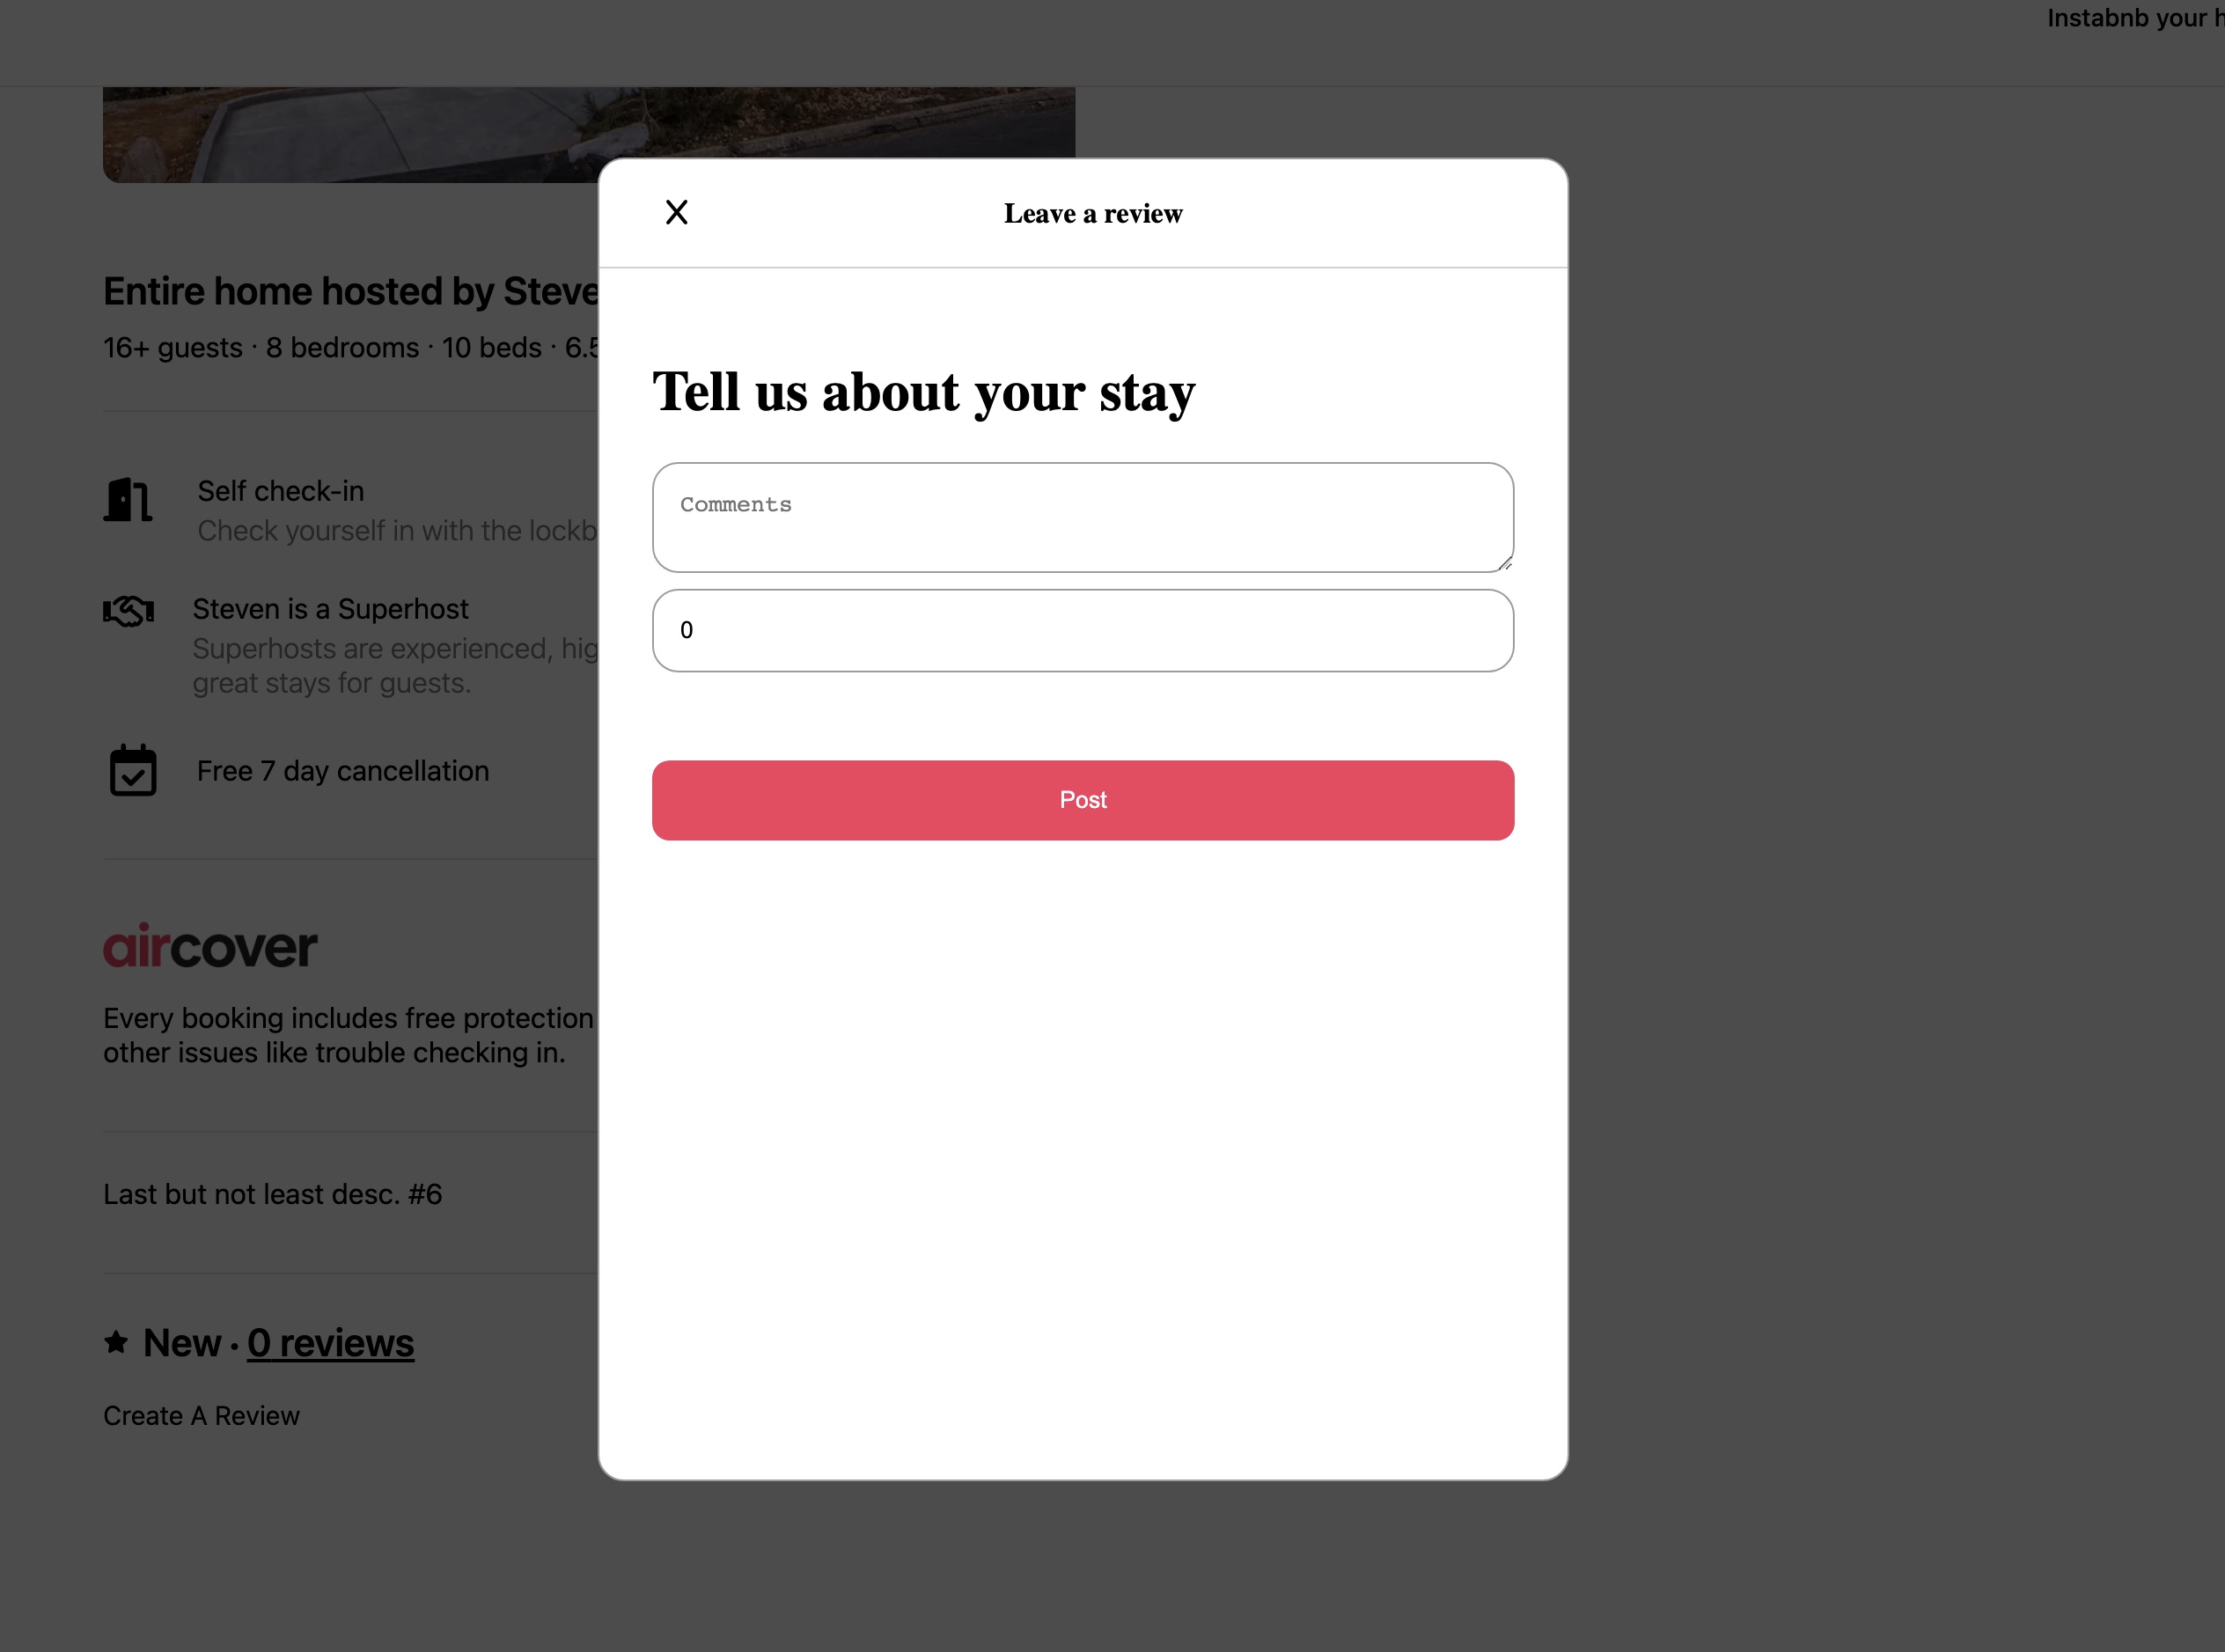 Instabnb your
Leave a review
Tell us about your stay
Comments
0
Post
Entire home hosted by Steve
16+ guests · 8 bedrooms · 10 beds · 6.5
Self check-in
Check yourself in with the
Steven is a Superhost
Superhosts are experienced,
great stays for guests.
Free 7 day cancellation
aircover
Every booking includes free protection
other issues like trouble checking in.
Last but not least desc. #6
New · 0 reviews
Create A Review